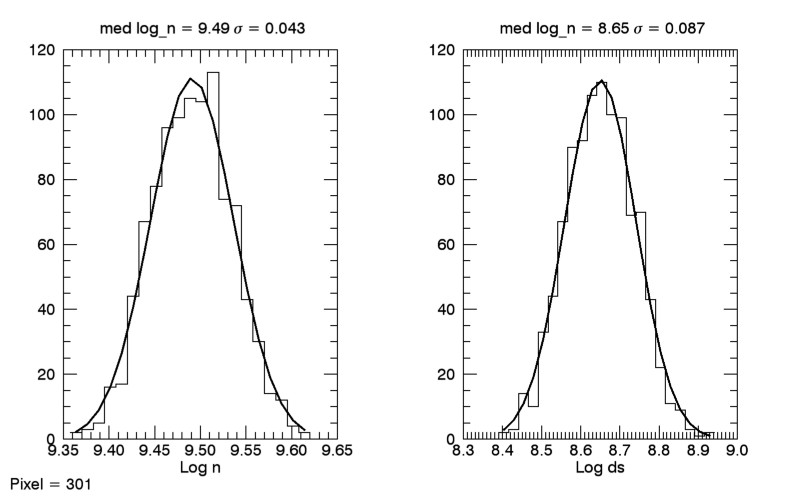 med log_n = 9.49 σ = 0.043
120
100
80
60
40
20
0
9.35 9.40 9.45 9.50 9.55 9.60 9.65
Log n
med log_n = 8.65 σ = 0.087
120
100
80
60
40
20
0
8.3 8.4 8.5 8.6 8.7 8.8 8.9 9.0
Log ds
Pixel = 301